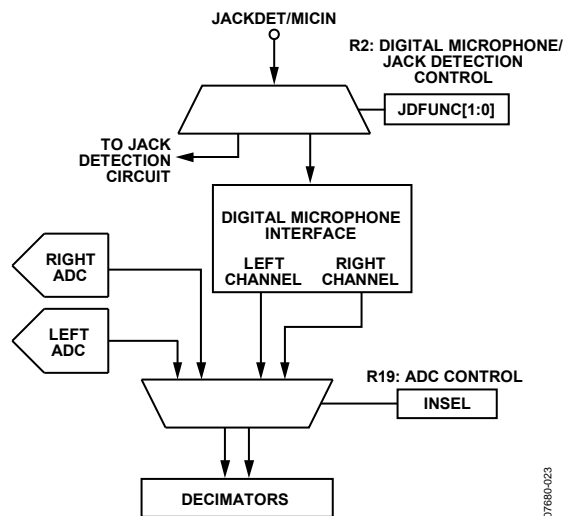 JACKDET/MICIN
R2: DIGITAL MICROPHONE/
JACK DETECTION
CONTROL
JDFUNC[1:0]
TO JACK
DETECTION
CIRCUIT
DIGITAL MICROPHONE
INTERFACE
LEFT
CHANNEL
RIGHT
CHANNEL
RIGHT
ADC
LEFT
ADC
R19: ADC CONTROL
INSEL
DECIMATORS
07680-023